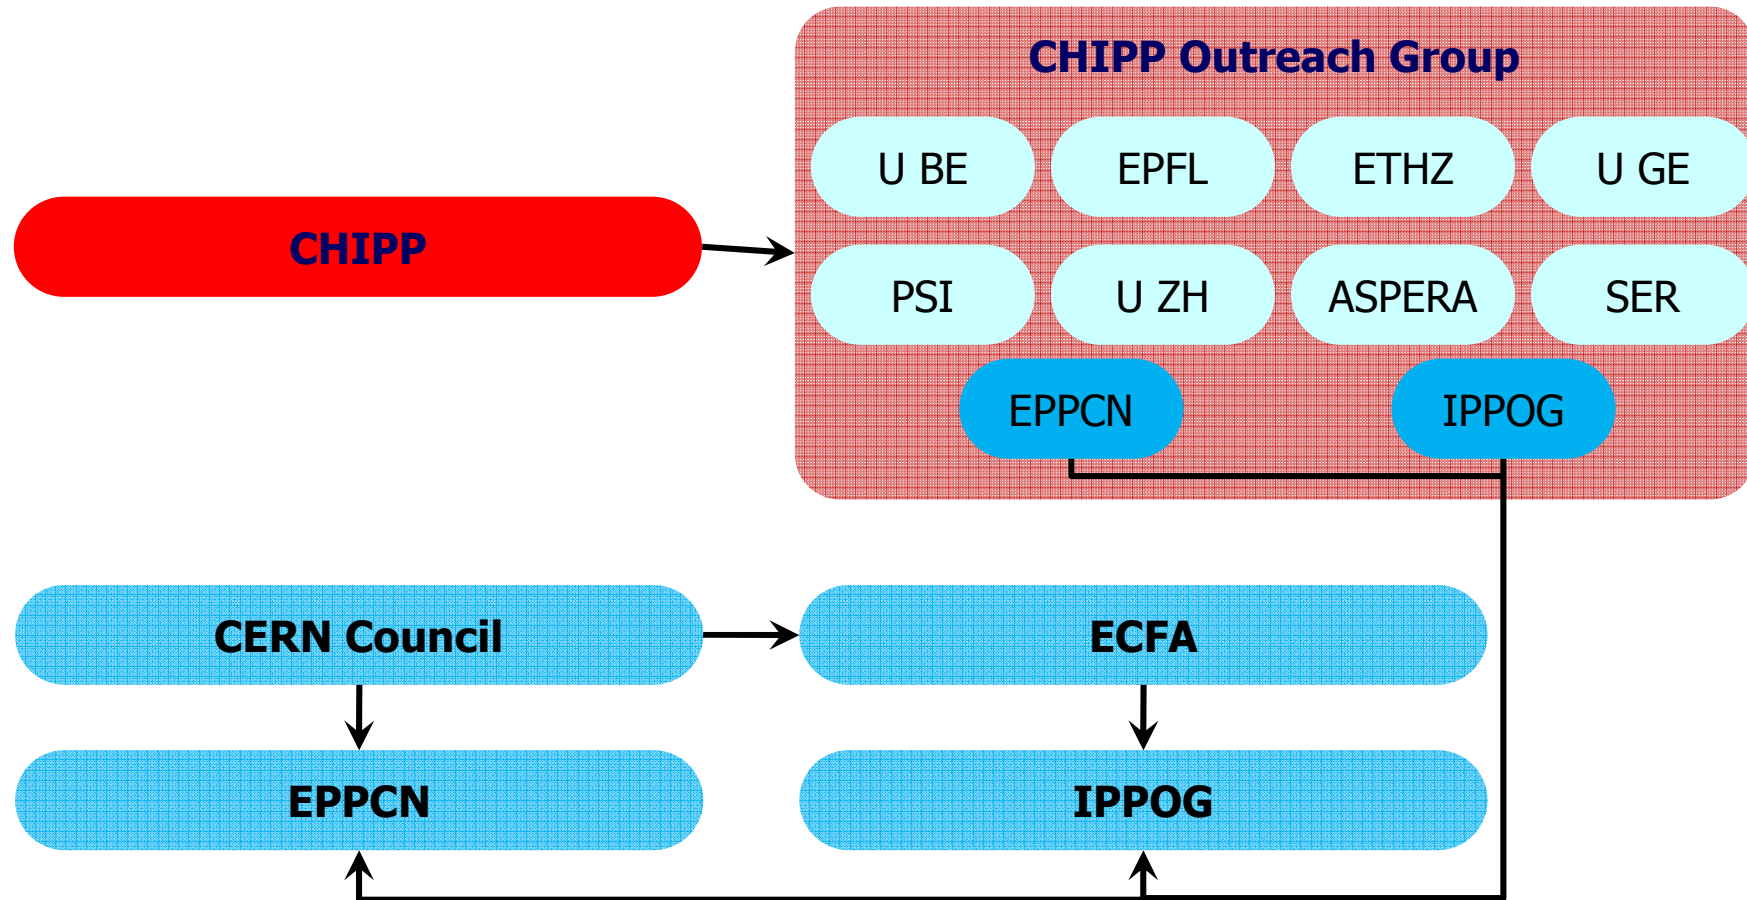 CHIPP Outreach Group
U BE
EPFL
ETHZ
U GE
CHIPP
PSI
U ZH
ASPERA
SER
EPPCN
IPPOG
CERN Council
ECFA
EPPCN
IPPOG